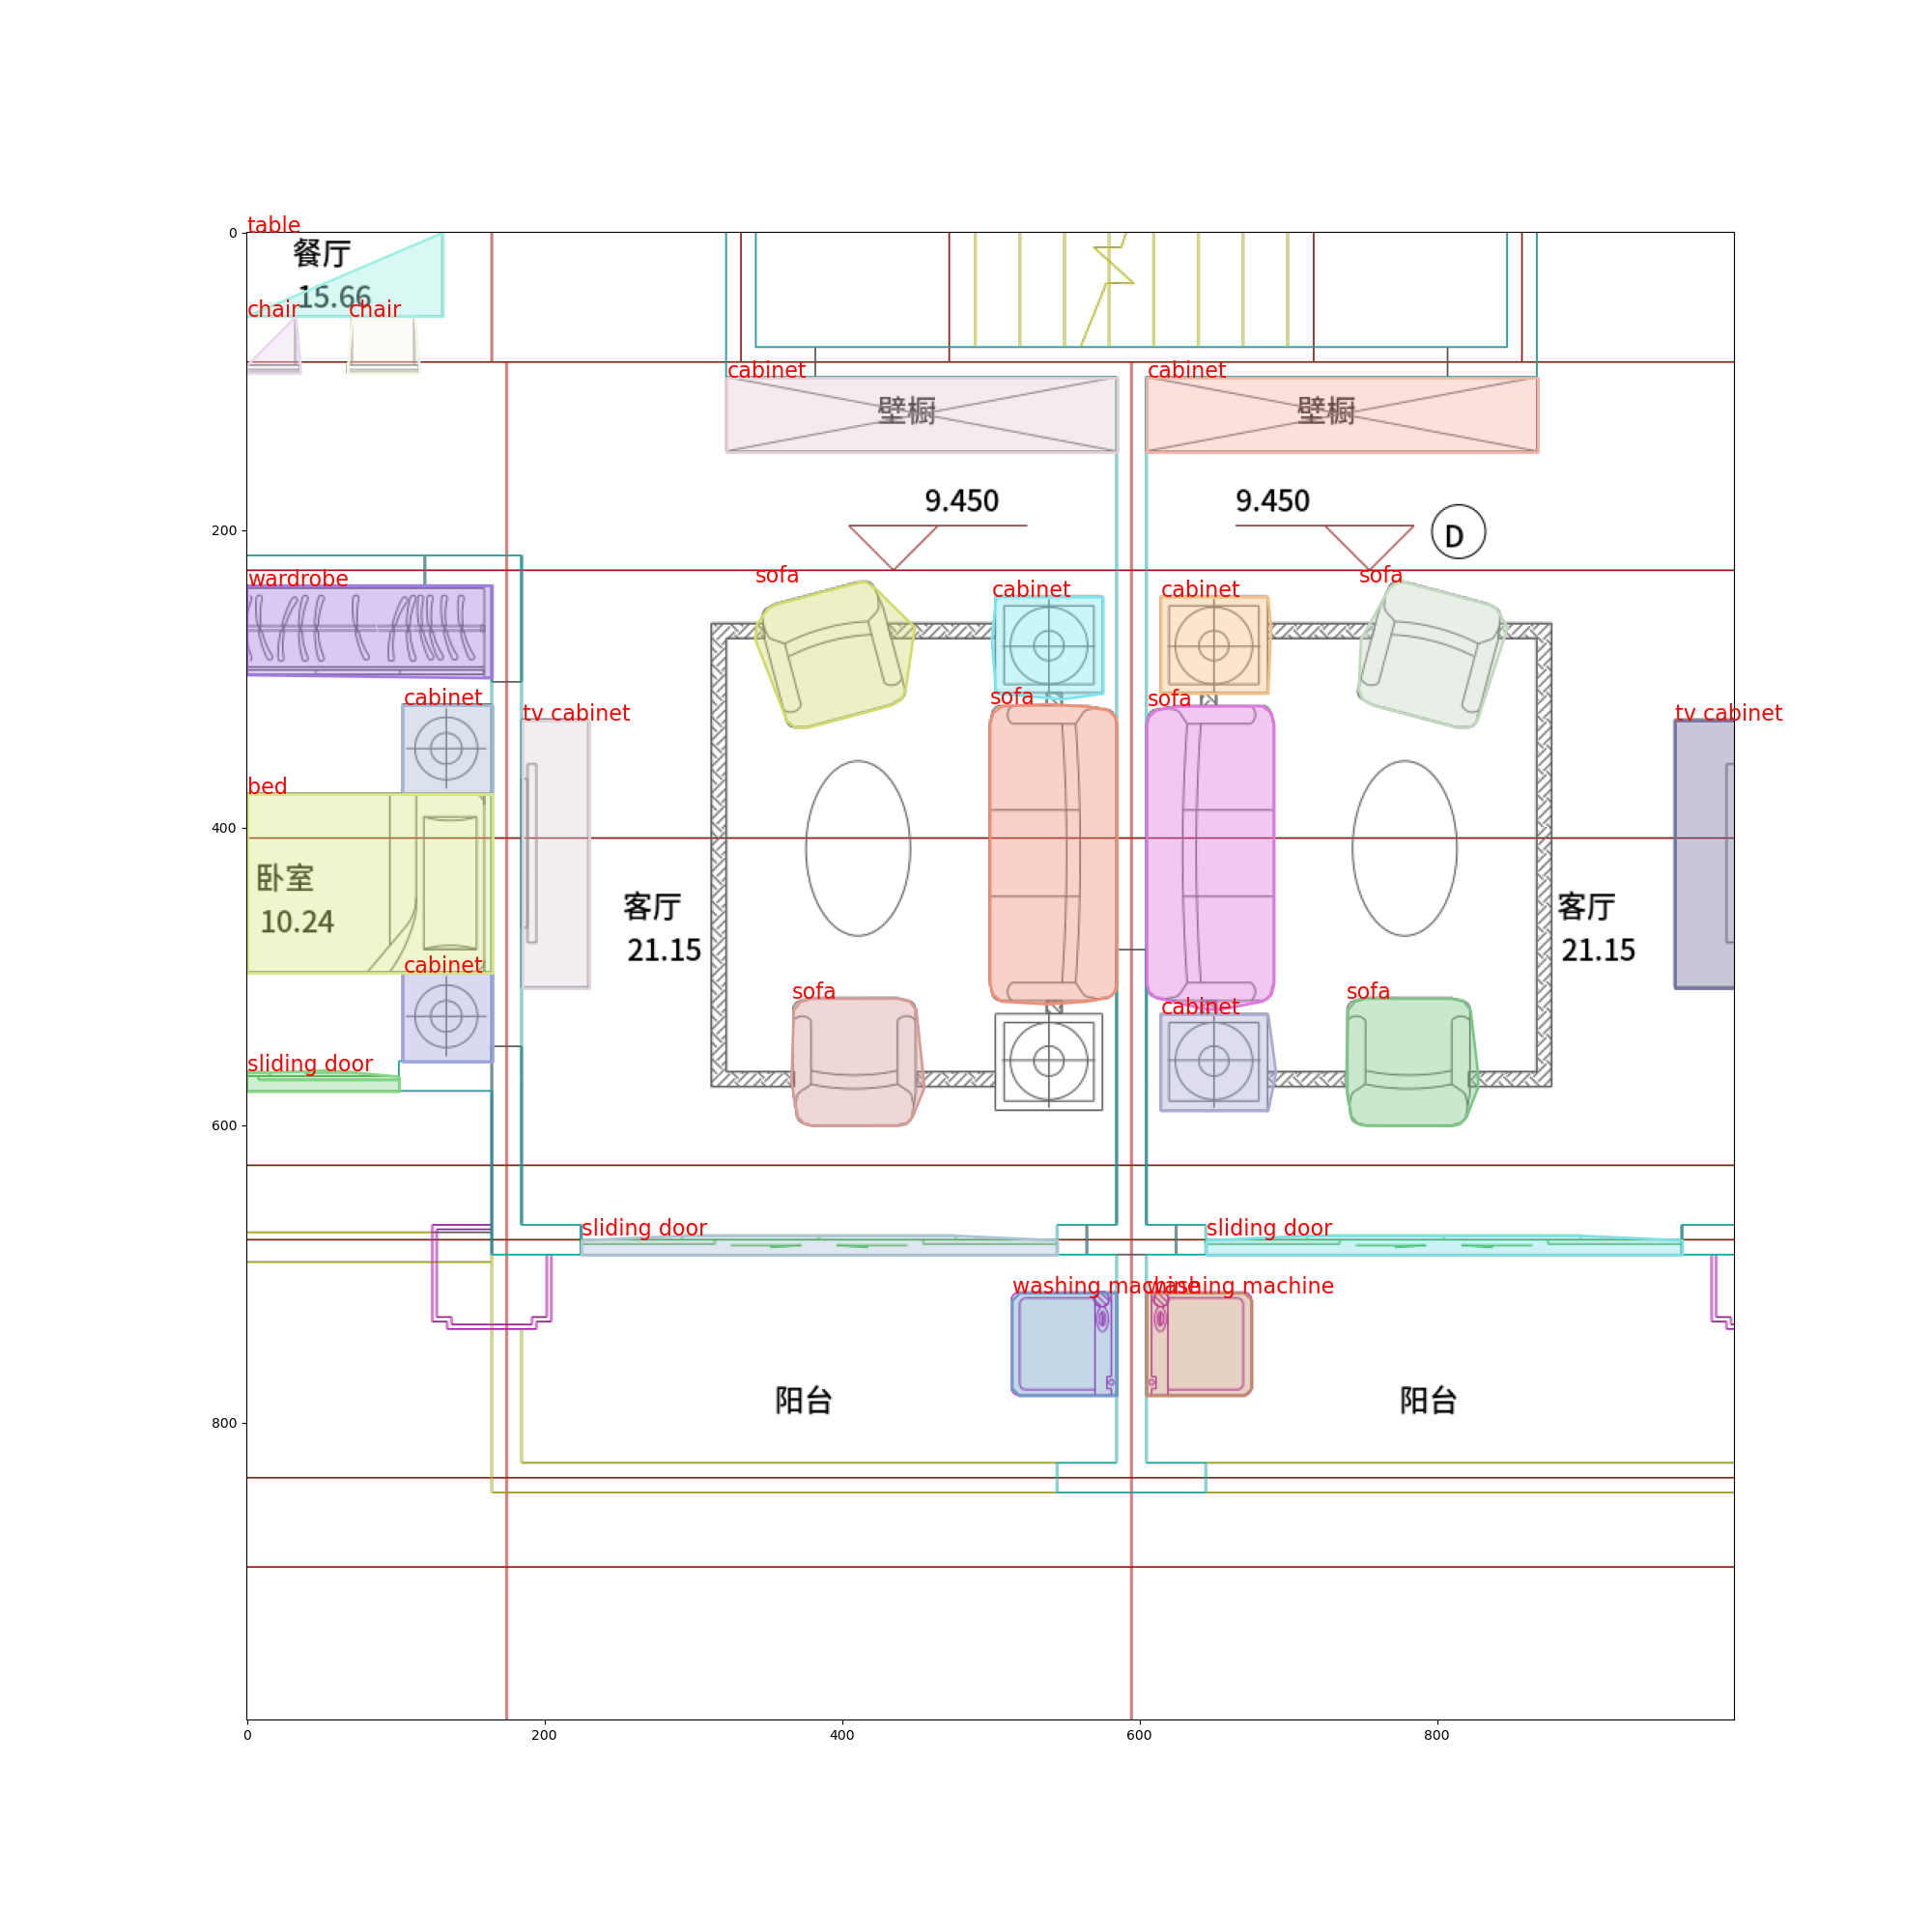 0
table
餐厅
15.66
chair
chair
cabinet
cabinet
壁橱
壁橱
9.450
9.450
D
200
wardrobe
sofa
sofa
cabinet
cabinet
cabinet
tv cabinet
sofa
sofa
tv cabinet
bed
400
卧室
10.24
客厅
21.15
客厅
21.15
cabinet
sofa
sofa
cabinet
sliding door
600
sliding door
sliding door
washing machine
washing machine
阳台
阳台
800
0
200
400
600
800